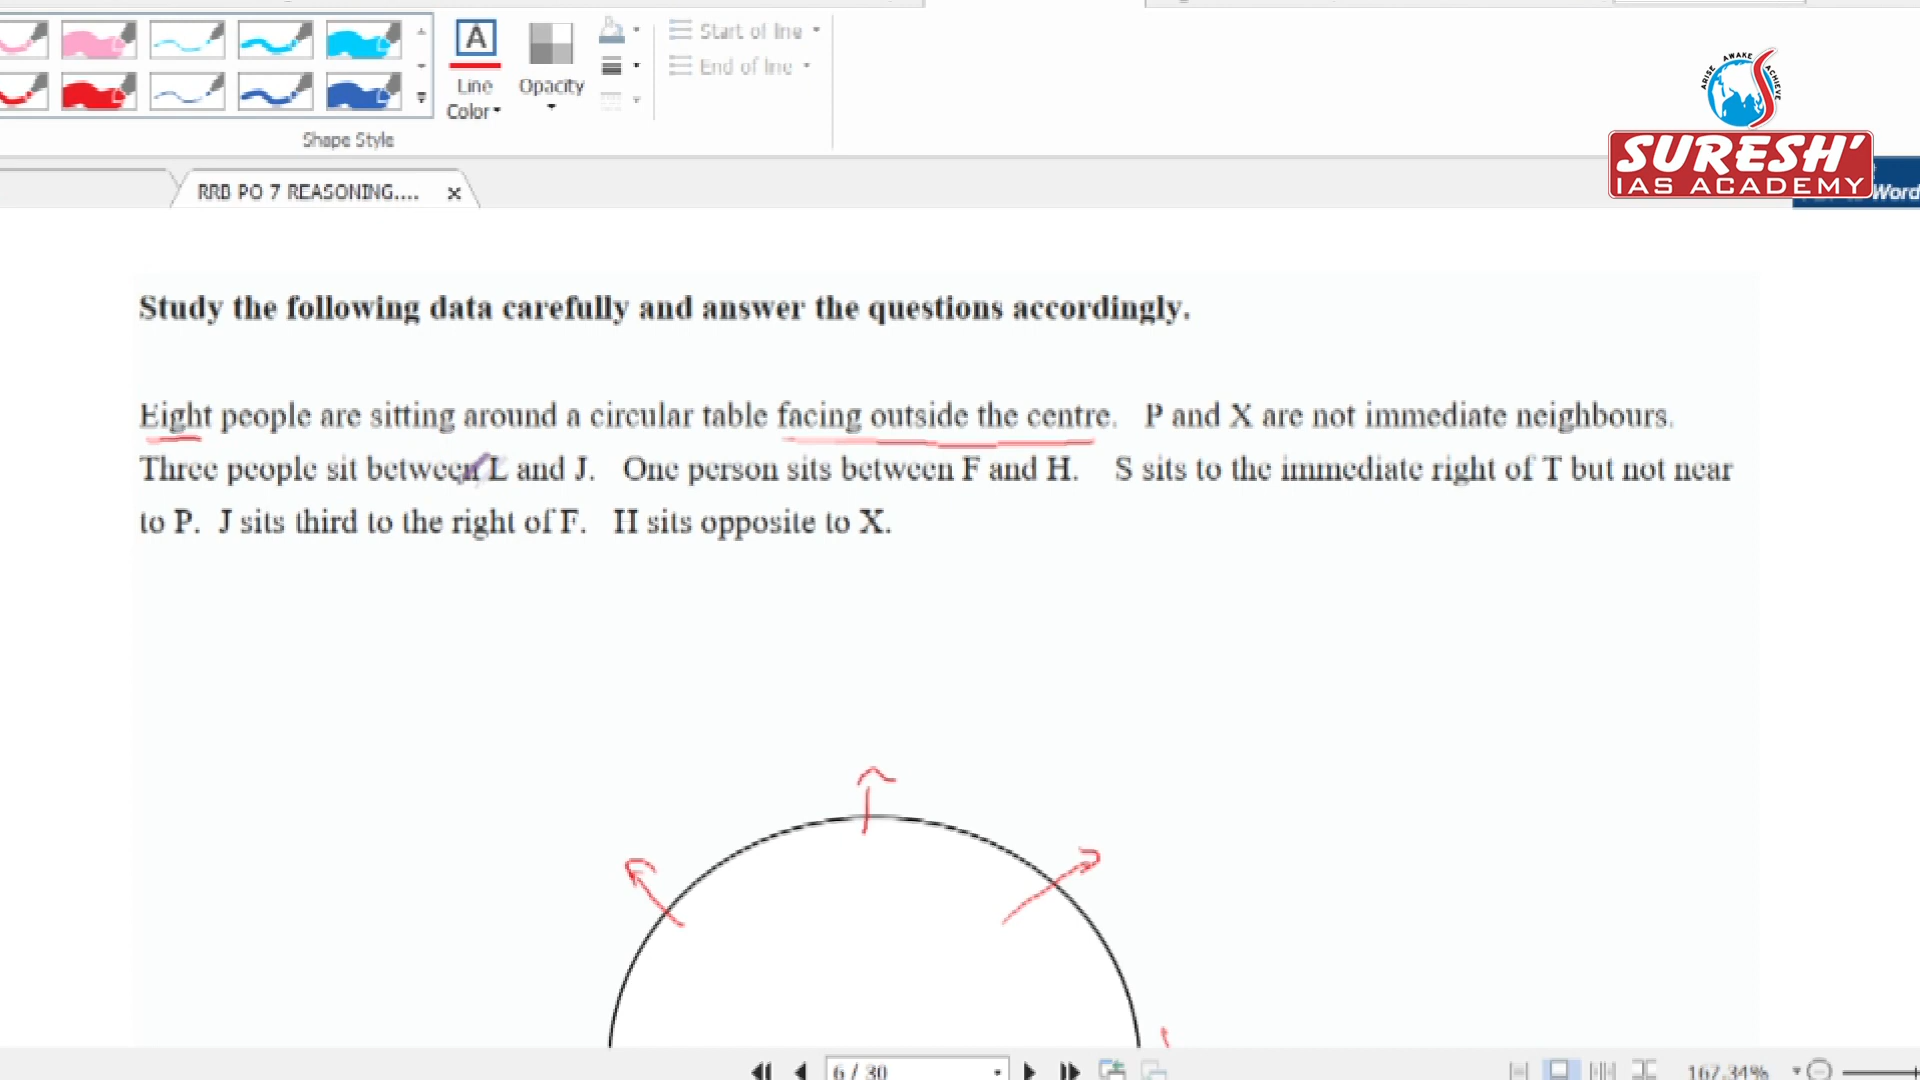 Start of line
End of line
Line
Color
Opacity
Shape Style
ARISE AWAKE ACHIEVE
SURESH'
IAS ACADEMY
Word
RRB PO 7 REASONING....
Study the following data carefully and answer the questions accordingly.
Eight people are sitting around a circular table facing outside the centre. P and X are not immediate neighbours.
Three people sit between L and J. One person sits between F and H. S sits to the immediate right of T but not near
to P. J sits third to the right of F. H sits opposite to X.
6 / 30
167.34%